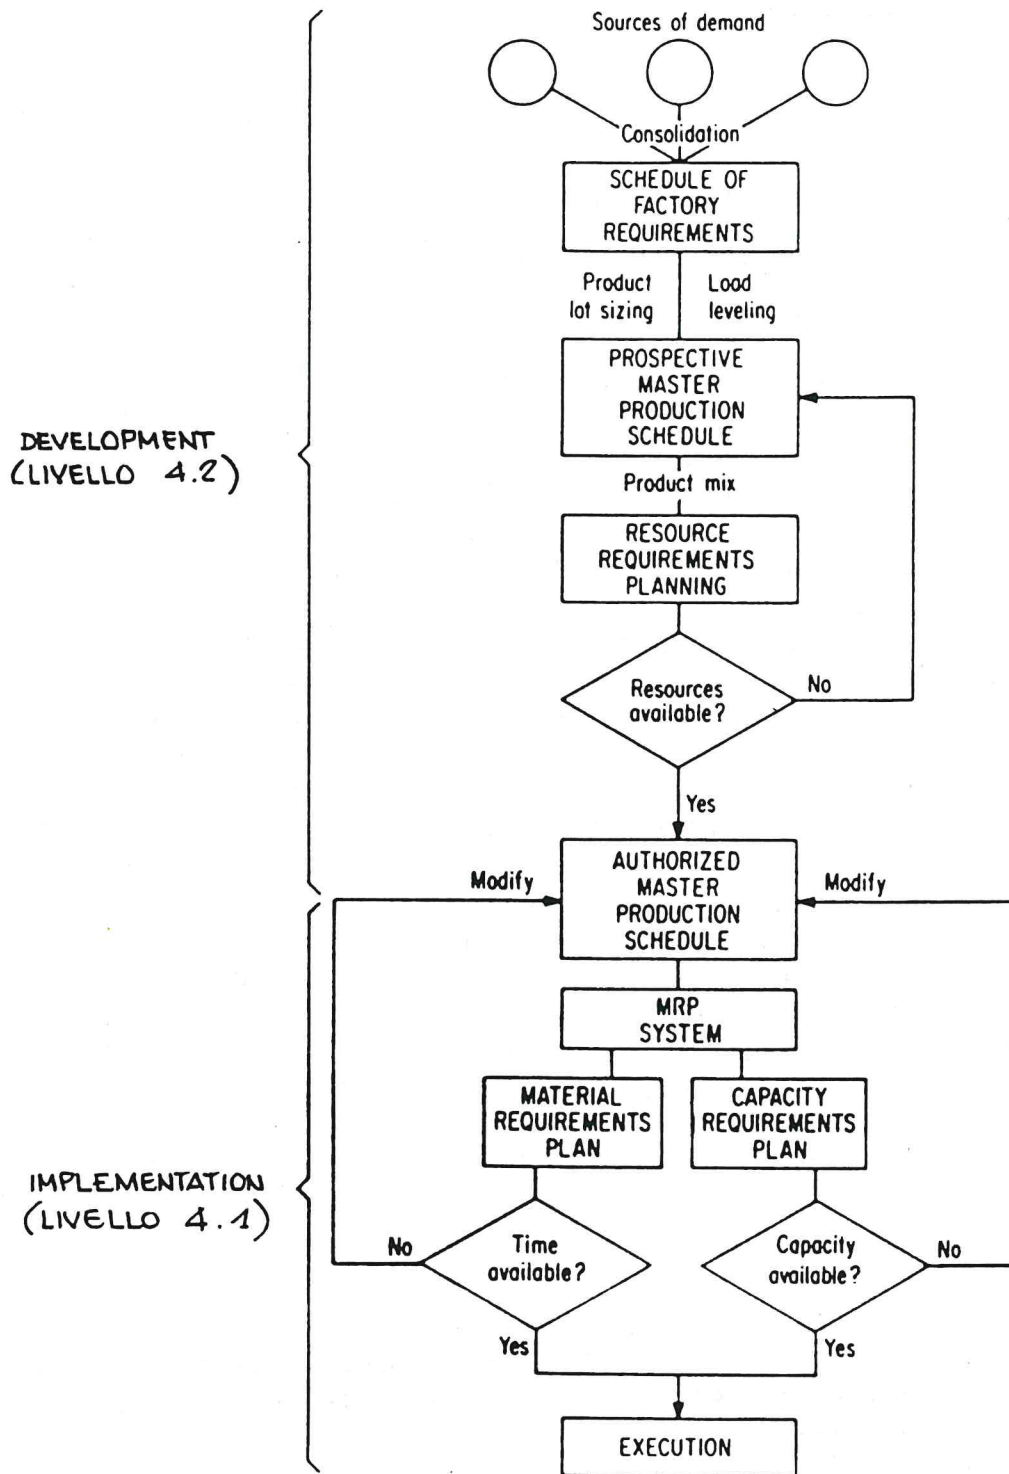 Sources of demand
Consolidation
SCHEDULE OF
FACTORY
REQUIREMENTS
Product
lot sizing
Load
leveling
PROSPECTIVE
MASTER
PRODUCTION
SCHEDULE
DEVELOPMENT
(LIVELLO 4.2)
Product mix
RESOURCE
REQUIREMENTS
PLANNING
Resources
available?
No
Yes
Modify
AUTHORIZED
MASTER
PRODUCTION
SCHEDULE
Modify
MRP
SYSTEM
MATERIAL
REQUIREMENTS
PLAN
CAPACITY
REQUIREMENTS
PLAN
IMPLEMENTATION
(LIVELLO 4.1)
No
Time
available?
Capacity
available?
No
Yes
Yes
EXECUTION